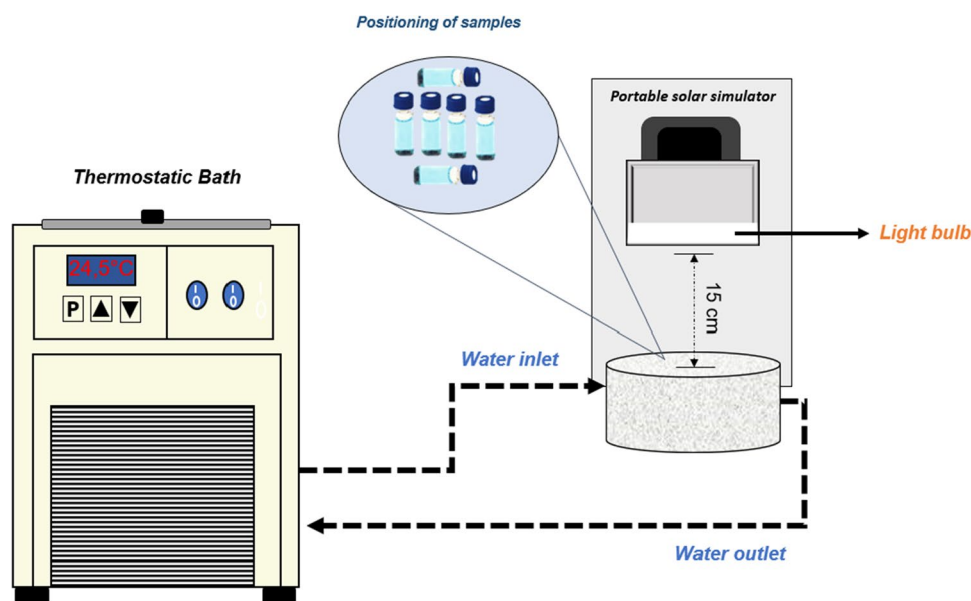 Positioning of samples
Portable solar simulator
Thermostatic Bath
Light bulb
24,5°C
P
I
O
I
O
I
O
15 cm
Water inlet
Water outlet